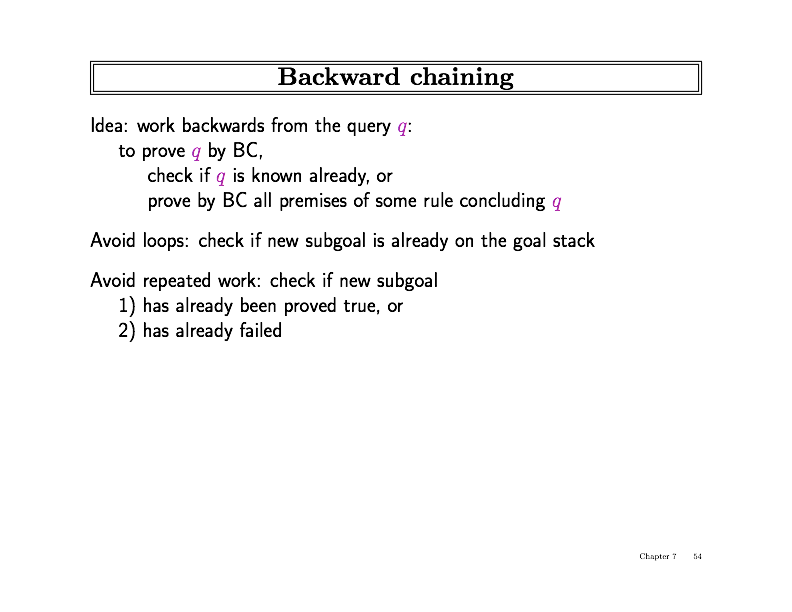 Backward chaining
Idea: work backwards from the query q:
to prove q by BC,
check if q is known already, or
prove by BC all premises of some rule concluding q
Avoid loops: check if new subgoal is already on the goal stack
Avoid repeated work: check if new subgoal
1) has already been proved true, or
2) has already failed
Chapter 7 54